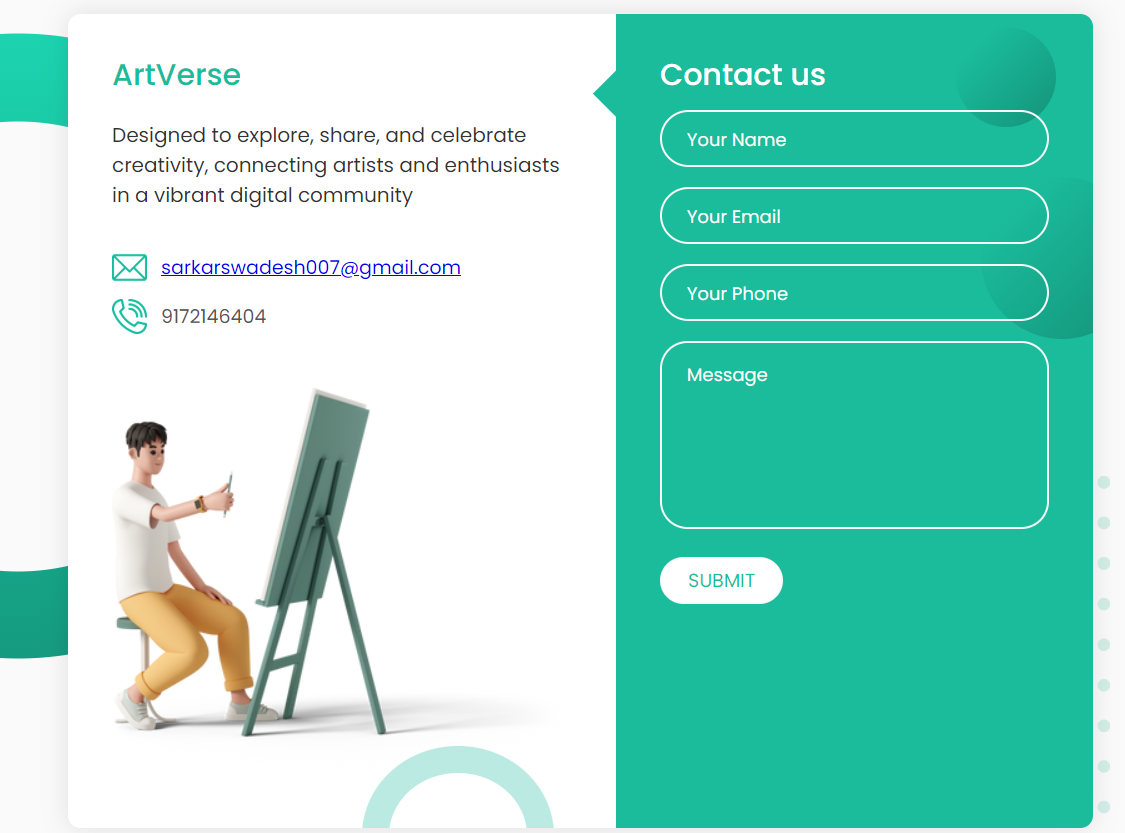 ArtVerse
Designed to explore, share, and celebrate
creativity, connecting artists and enthusiasts
in a vibrant digital community
sarkarswadesh007@gmail.com
9172146404
Contact us
Your Name
Your Email
Your Phone
Message
SUBMIT